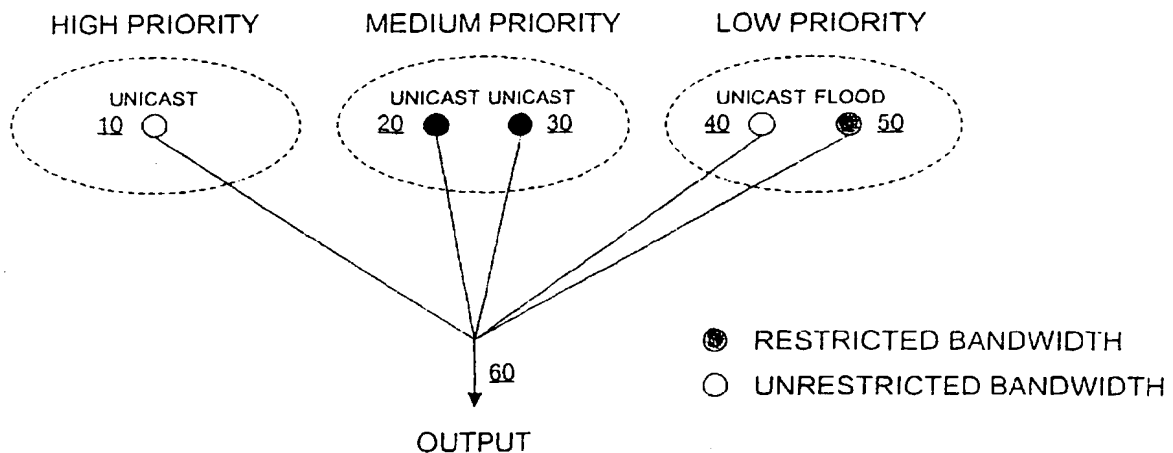 HIGH PRIORITY MEDIUM PRIORITY LOW PRIORITY
UNICAST UNICAST UNICAST UNICAST FLOOD
10 20 30 40 50
RESTRICTED BANDWIDTH
60
UNRESTRICTED BANDWIDTH
OUTPUT